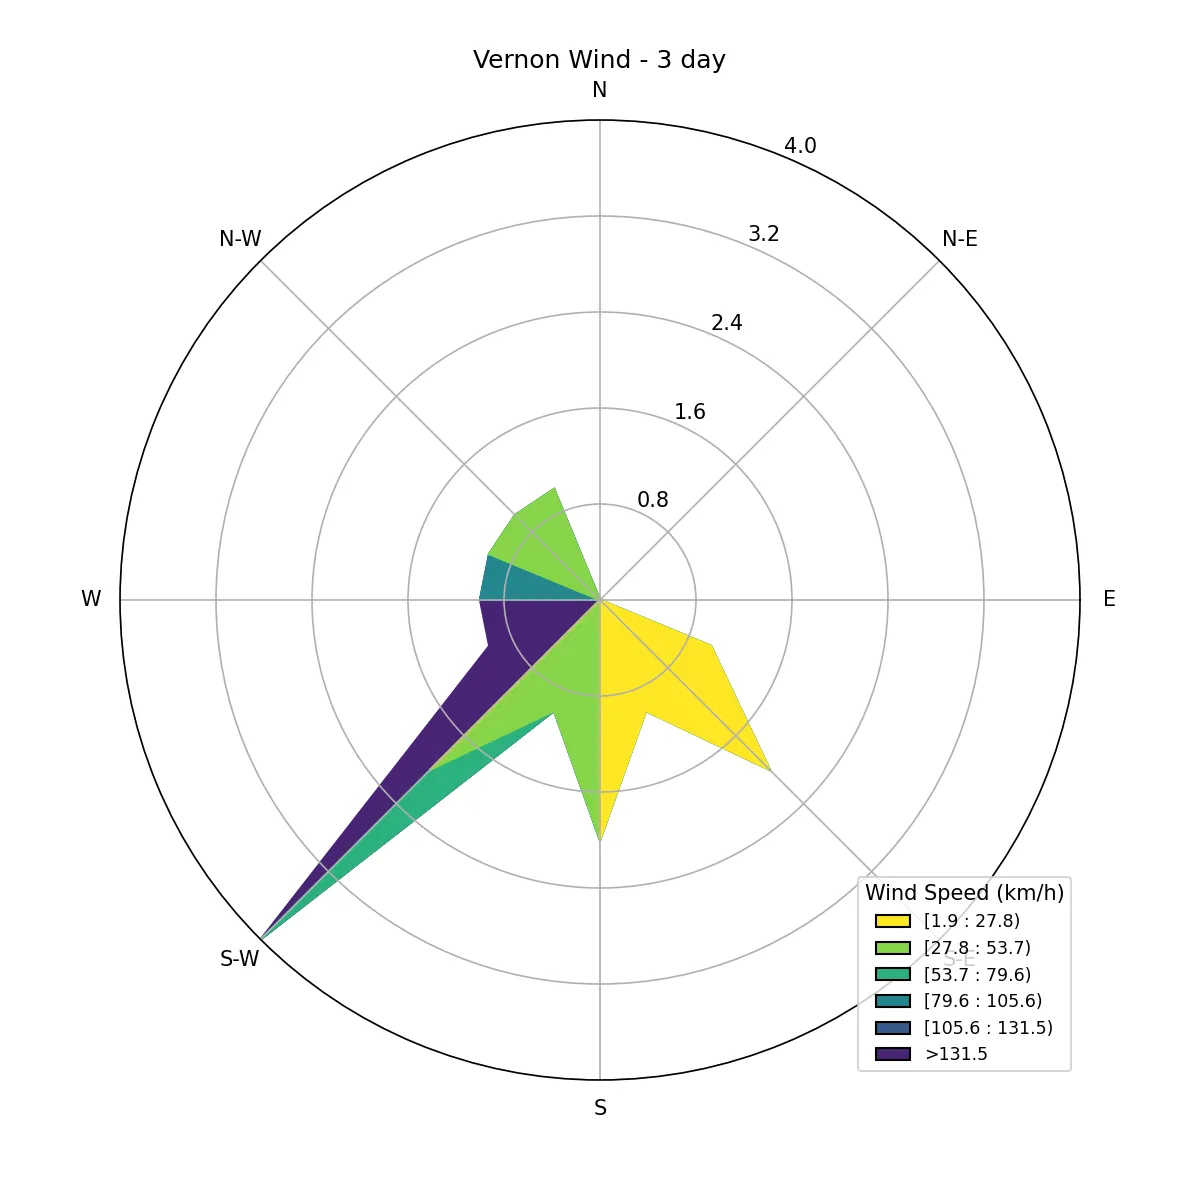 Vernon Wind - 3 day
N
4.0
N-W
3.2
N-E
2.4
1.6
0.8
W
E
Wind Speed (km/h)
[1.9 : 27.8)
[27.8 : 53.7)
S-W
S-E
[53.7 : 79.6)
[79.6 : 105.6)
[105.6 : 131.5)
>131.5
S